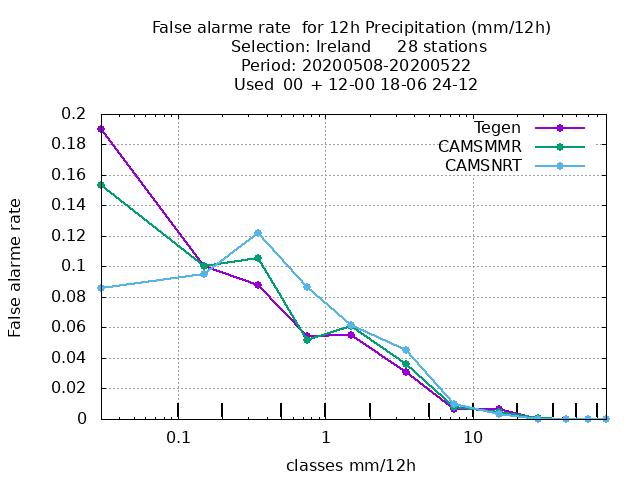 False alarme rate  for 12h Precipitation (mm/12h)
Selection: Ireland     28 stations
Period: 20200508-20200522
Used  00  + 12-00 18-06 24-12
Tegen
CAMSMMR
CAMSNRT
False alarme rate
0.2
0.18
0.16
0.14
0.12
0.1
0.08
0.06
0.04
0.02
0
0.1 1 10
classes mm/12h